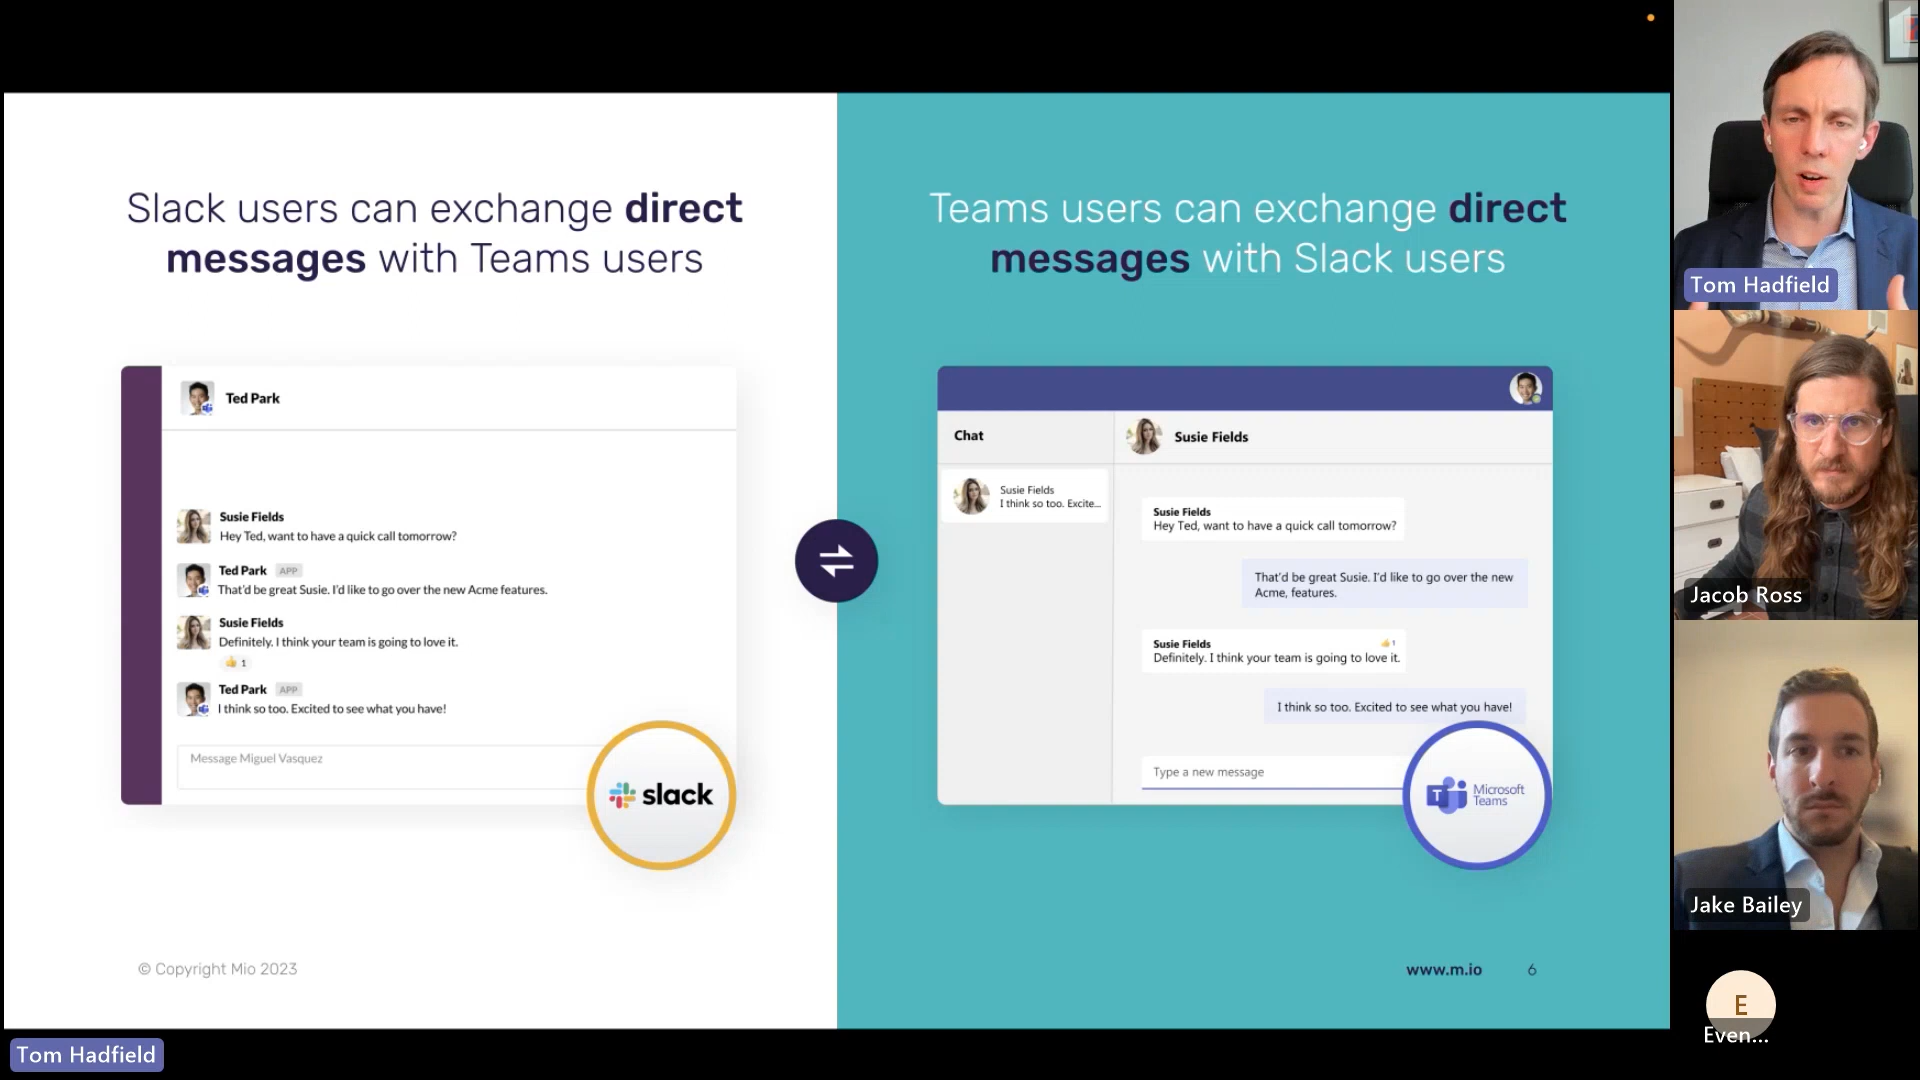 Slack users can exchange direct
messages with Teams users
Ted Park
Susie Fields
Hey Ted, want to have a quick call tomorrow?
Ted Park APP
That'd be great Susie. I'd like to go over the new Acme features.
Susie Fields
Definitely. I think your team is going to love it.
1
Ted Park APP
I think so too. Excited to see what you have!
Message Miguel Vasquez
slack
© Copyright Mio 2023
Teams users can exchange direct
messages with Slack users
Chat
Susie Fields
I think so too. Excite...
Susie Fields
Susie Fields
Hey Ted, want to have a quick call tomorrow?
That'd be great Susie. I'd like to go over the new
Acme, features.
Susie Fields
1
Definitely. I think your team is going to love it.
I think so too. Excited to see what you have!
Type a new message
T
Microsoft
Teams
www.m.io
6
Tom Hadfield
Tom Hadfield
Jacob Ross
Jake Bailey
E
Even...